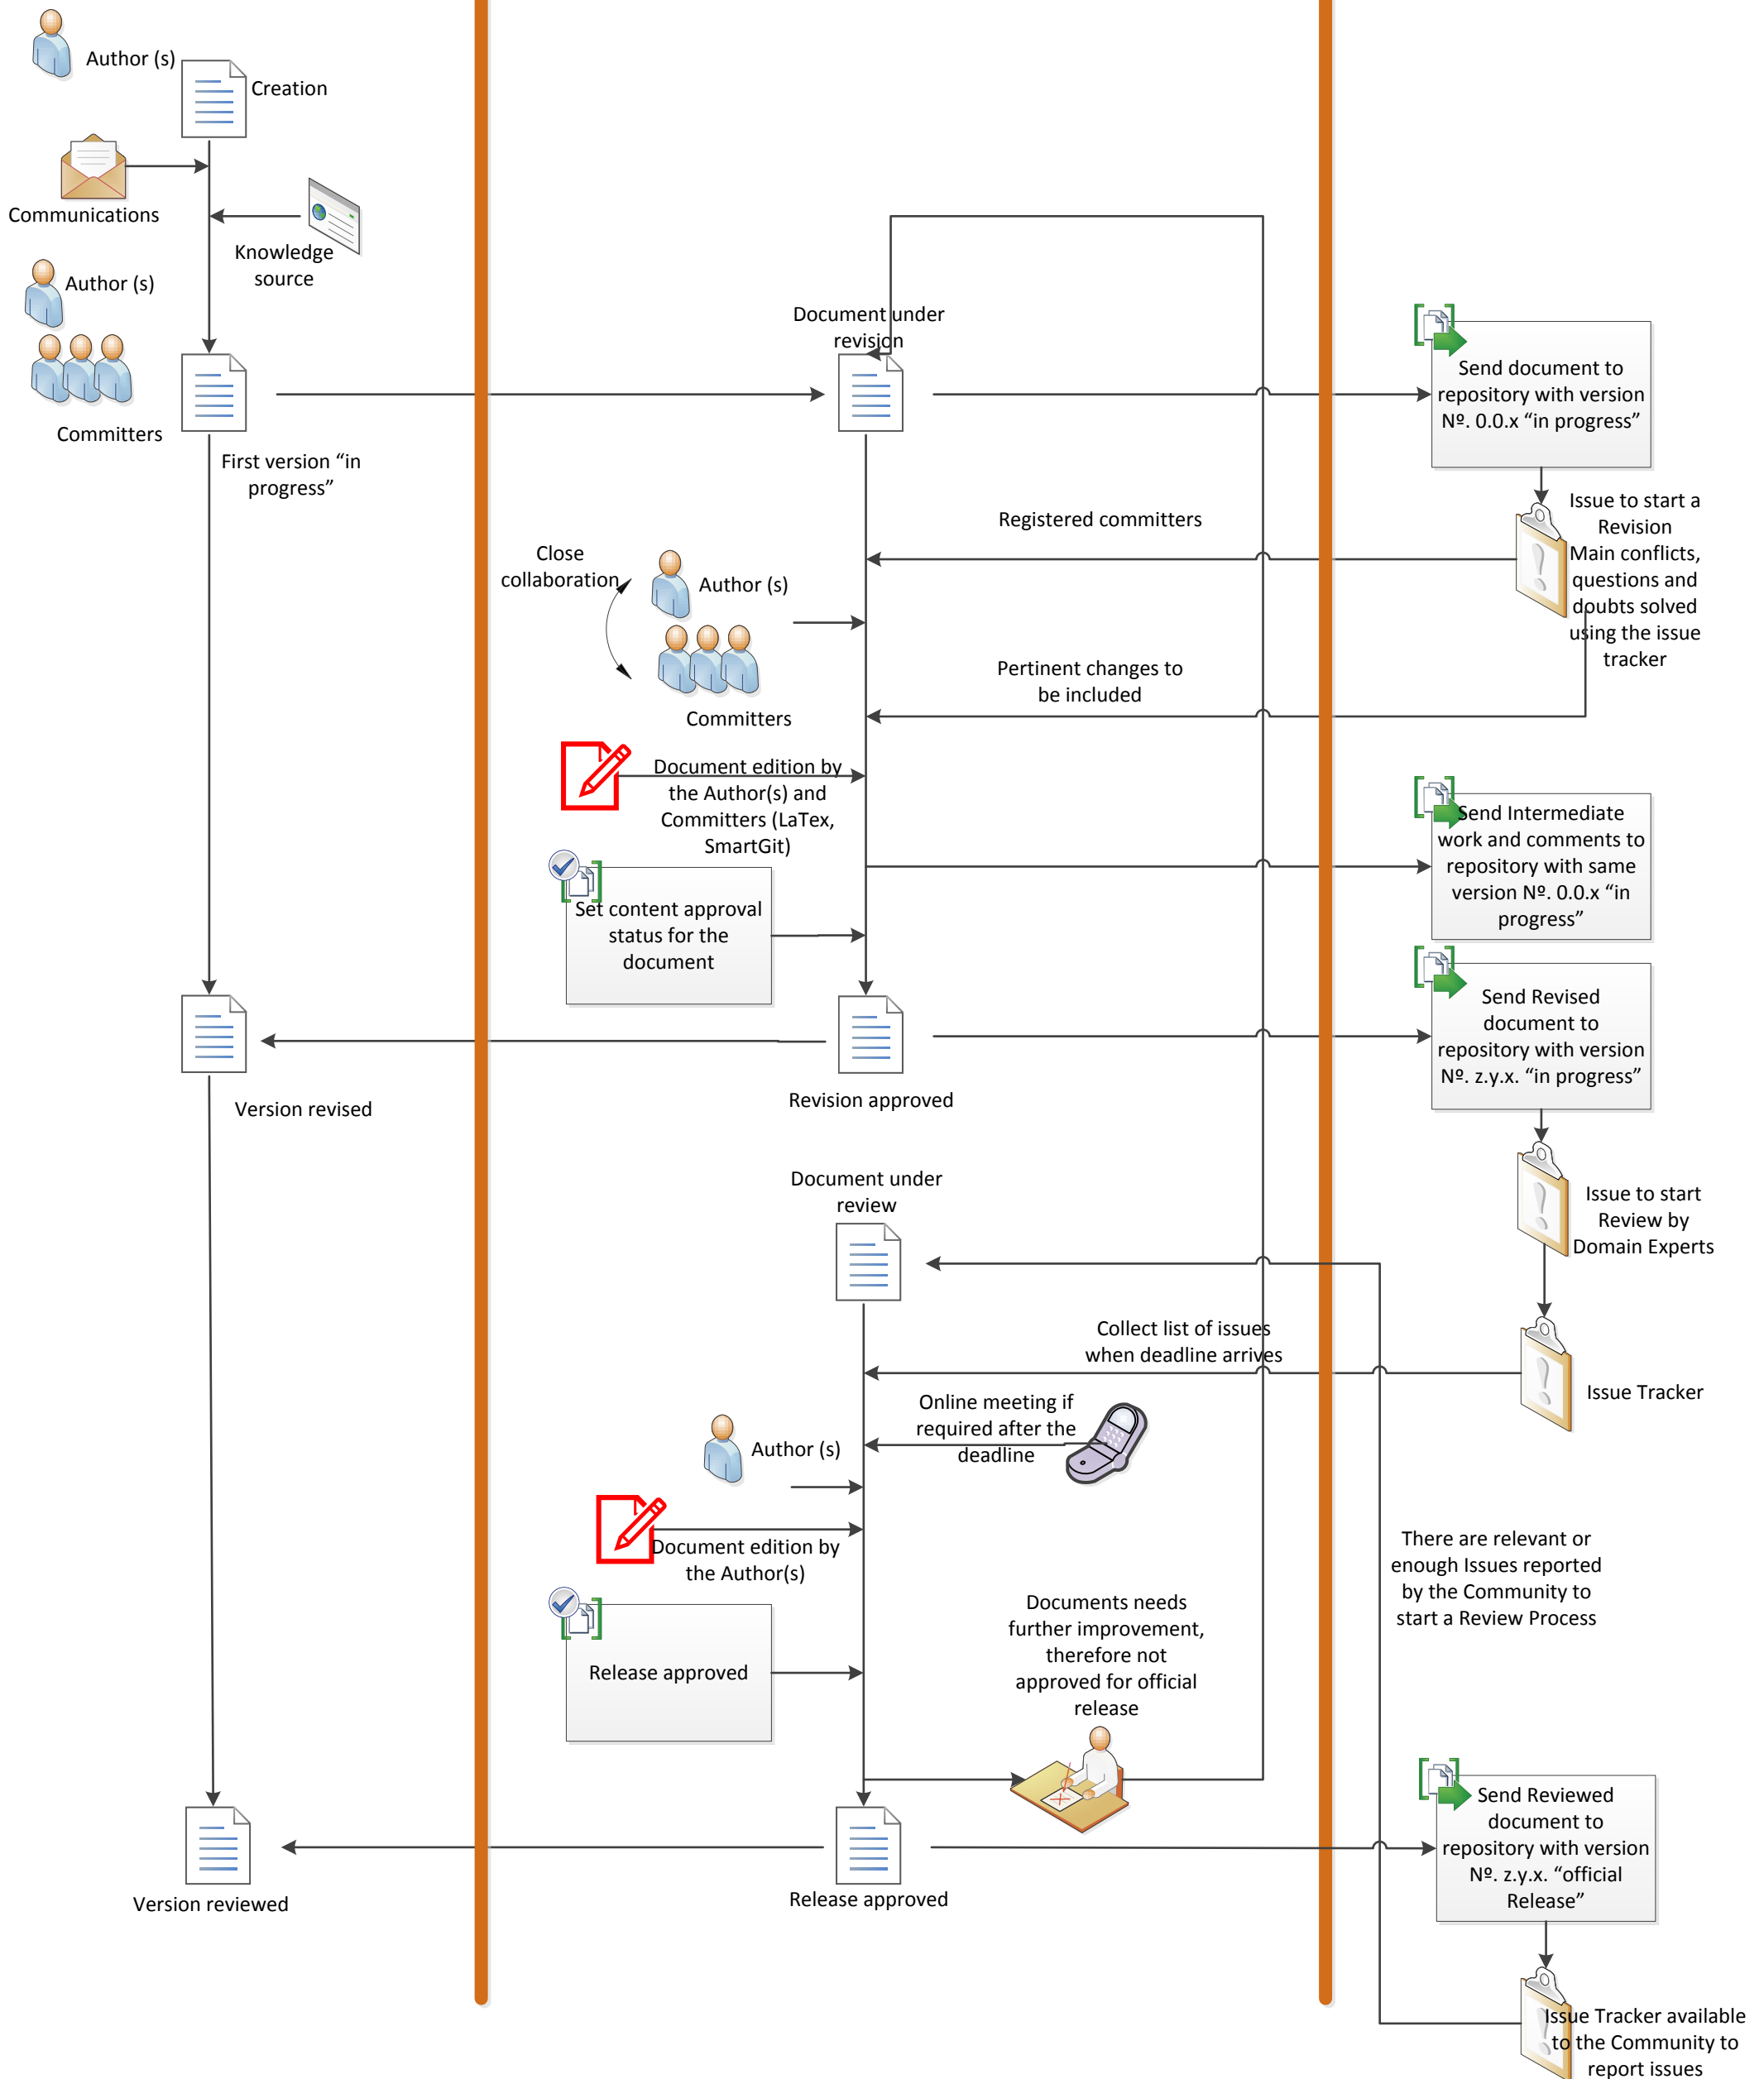 Author (s)
Creation
Communications
Knowledge
source
Author (s)
Committers
First version “in
progress”
Document under
revision
Send document to
repository with version
Nº. 0.0.x “in progress”
Registered committers
Issue to start a
Revision
Main conflicts,
questions and
doubts solved
using the issue
tracker
Close
collaboration
Author (s)
Committers
Pertinent changes to
be included
Document edition by
the Author(s) and
Committers (LaTex,
SmartGit)
Send Intermediate
work and comments to
repository with same
version Nº. 0.0.x “in
progress”
Set content approval
status for the
document
Send Revised
document to
repository with version
Nº. z.y.x. “in progress”
Version revised
Revision approved
Document under
review
Issue to start
Review by
Domain Experts
Collect list of issues
when deadline arrives
Issue Tracker
Online meeting if
required after the
deadline
Author (s)
Document edition by
the Author(s)
There are relevant or
enough Issues reported
by the Community to
start a Review Process
Release approved
Documents needs
further improvement,
therefore not
approved for official
release
Send Reviewed
document to
repository with version
Nº. z.y.x. “official
Release”
Version reviewed
Release approved
Issue Tracker available
to the Community to
report issues